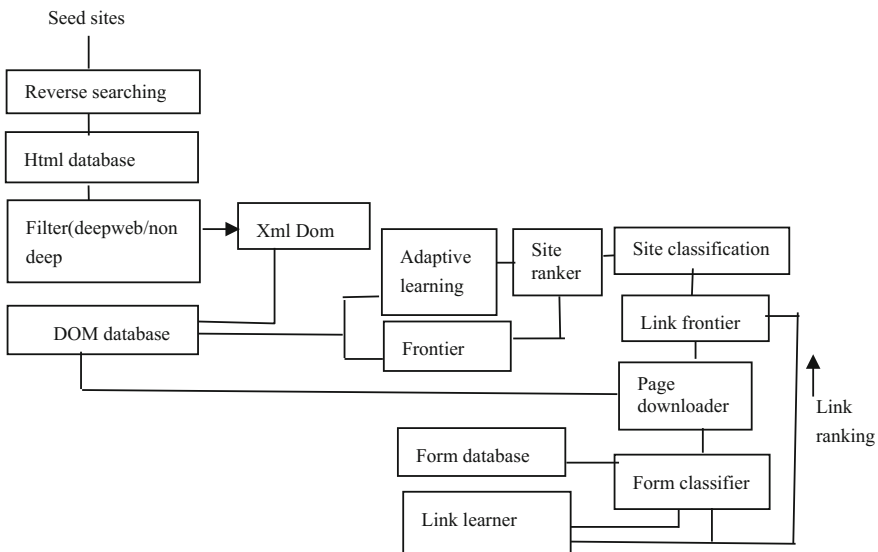 Seed sites
Reverse searching
Html database
Filter(deepweb/non
deep
Xml Dom
Adaptive
learning
Site
ranker
Site classification
DOM database
Frontier
Link frontier
Page
downloader
Link
ranking
Form database
Form classifier
Link learner